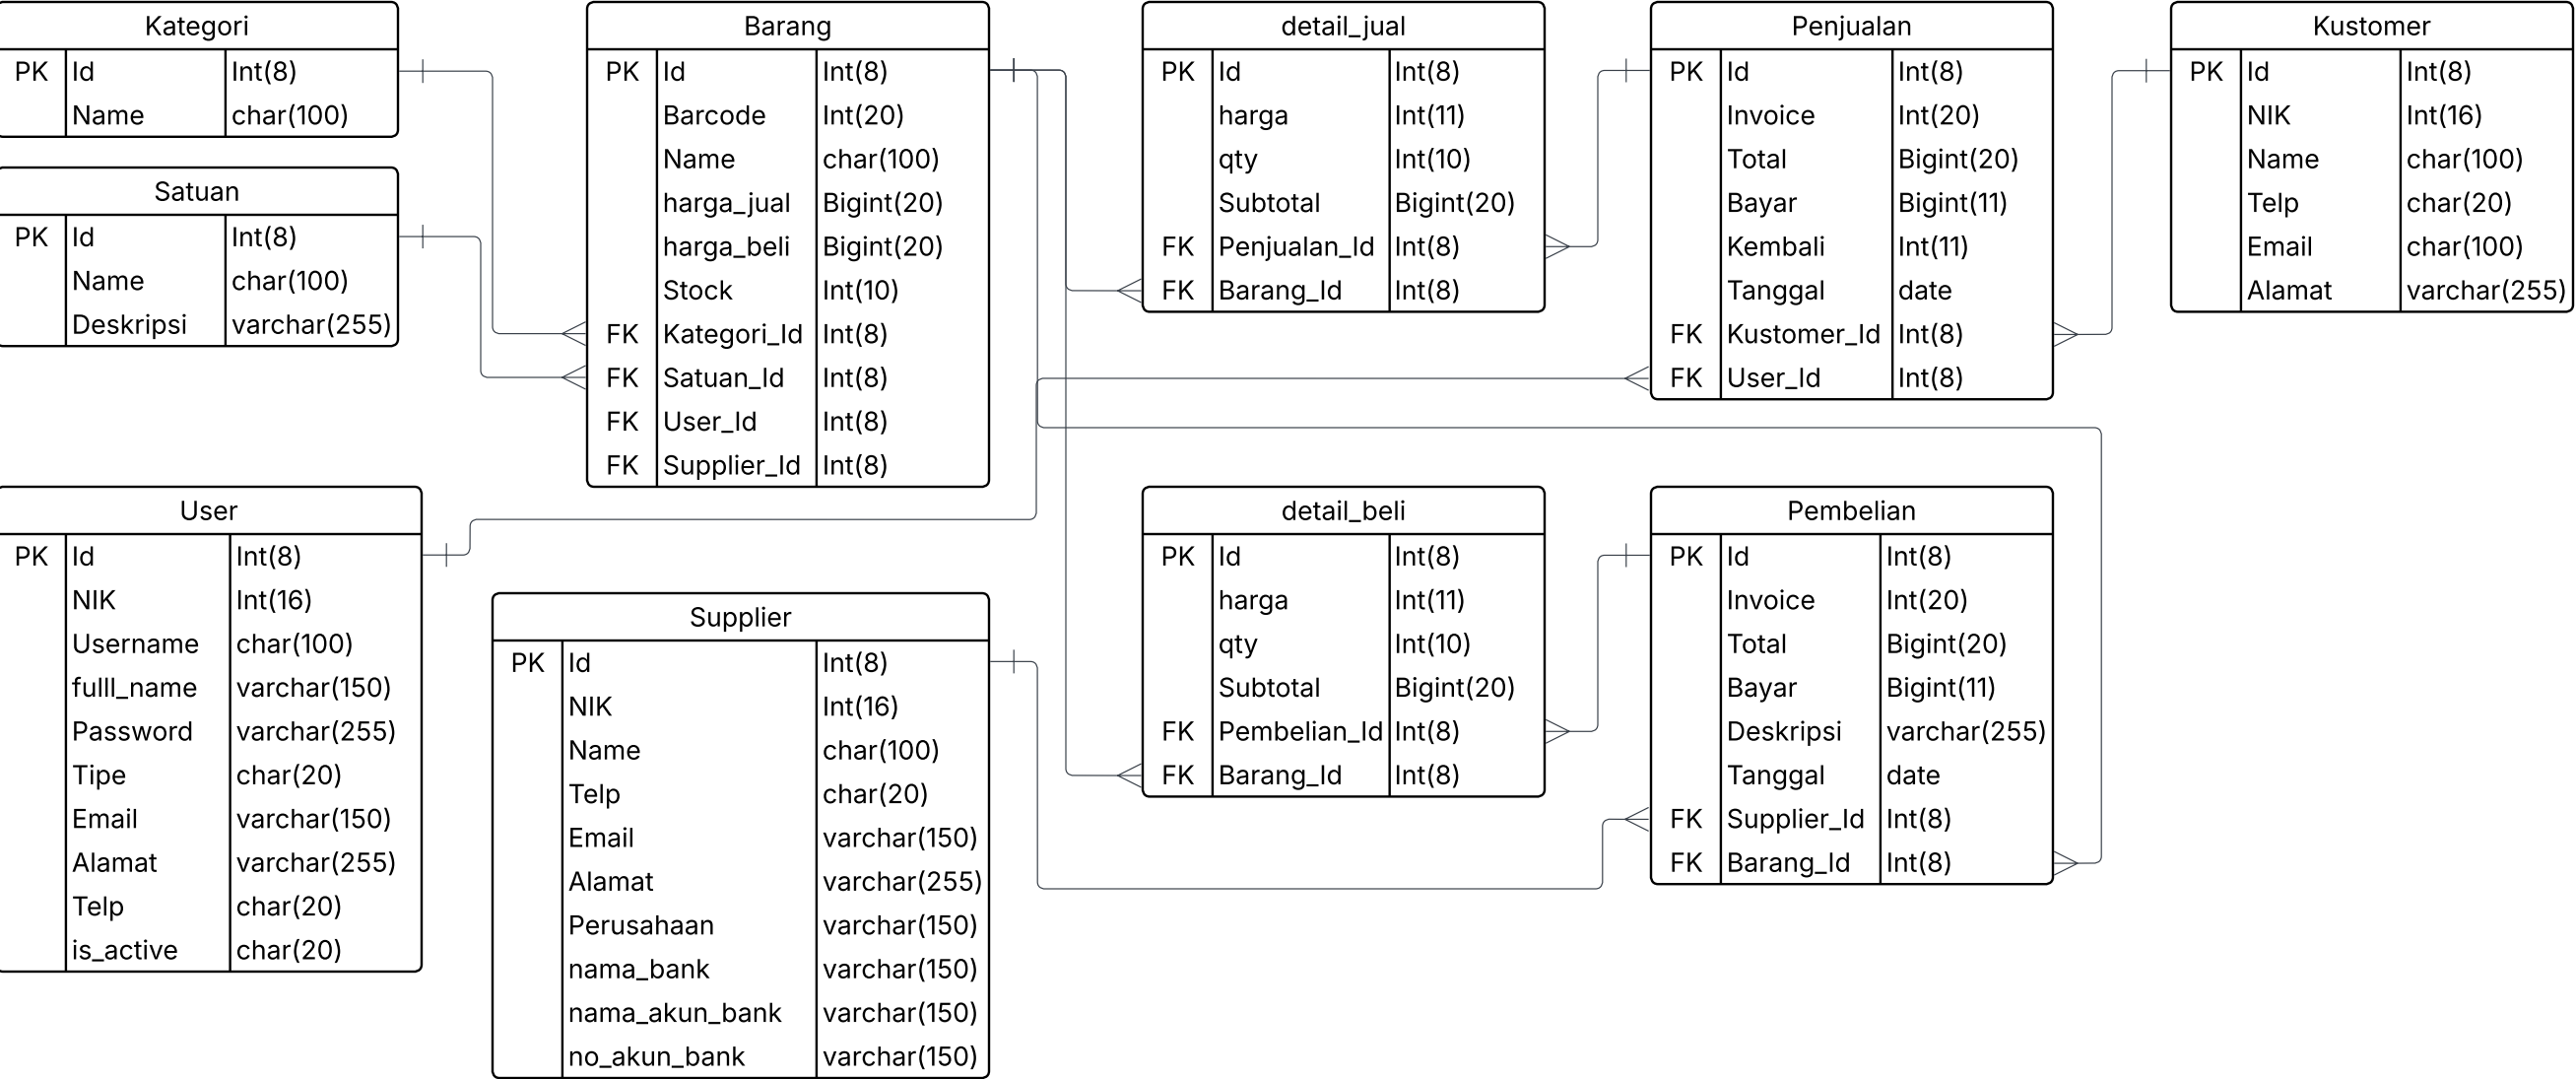 Kategori
PK Id Int(8)
Name char(100)
Satuan
PK Id Int(8)
Name char(100)
Deskripsi varchar(255)
Barang
PK Id Int(8)
Barcode Int(20)
Name char(100)
harga_jual Bigint(20)
harga_beli Bigint(20)
Stock Int(10)
FK Kategori_Id Int(8)
FK Satuan_Id Int(8)
FK User_Id Int(8)
FK Supplier_Id Int(8)
detail_jual
PK Id Int(8)
harga Int(11)
qty Int(10)
Subtotal Bigint(20)
FK Penjualan_Id Int(8)
FK Barang_Id Int(8)
Penjualan
PK Id Int(8)
Invoice Int(20)
Total Bigint(20)
Bayar Bigint(11)
Kembali Int(11)
Tanggal date
FK Kustomer_Id Int(8)
FK User_Id Int(8)
Kustomer
PK Id Int(8)
NIK Int(16)
Name char(100)
Telp char(20)
Email char(100)
Alamat varchar(255)
User
PK Id Int(8)
NIK Int(16)
Username char(100)
fulll_name varchar(150)
Password varchar(255)
Tipe char(20)
Email varchar(150)
Alamat varchar(255)
Telp char(20)
is_active char(20)
Supplier
PK Id Int(8)
NIK Int(16)
Name char(100)
Telp char(20)
Email varchar(150)
Alamat varchar(255)
Perusahaan varchar(150)
nama_bank varchar(150)
nama_akun_bank varchar(150)
no_akun_bank varchar(150)
detail_beli
PK Id Int(8)
harga Int(11)
qty Int(10)
Subtotal Bigint(20)
FK Pembelian_Id Int(8)
FK Barang_Id Int(8)
Pembelian
PK Id Int(8)
Invoice Int(20)
Total Bigint(20)
Bayar Bigint(11)
Deskripsi varchar(255)
Tanggal date
FK Supplier_Id Int(8)
FK Barang_Id Int(8)